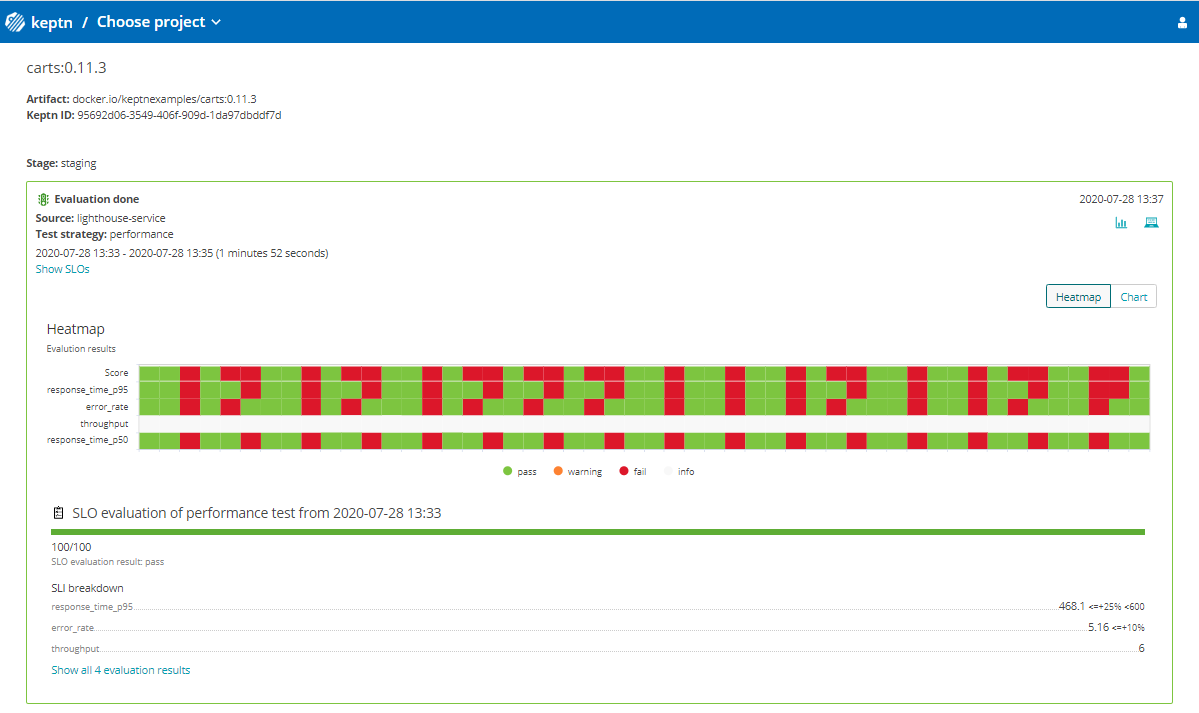 keptn / Choose project
carts:0.11.3
Artifact: docker.io/keptnexamples/carts:0.11.3
Keptn ID: 95692d06-3549-406f-909d-1da97dbddf7d
Stage: staging
Evaluation done 2020-07-28 13:37
Source: lighthouse-service
Test strategy: performance
2020-07-28 13:33 - 2020-07-28 13:35 (1 minutes 52 seconds)
Show SLOs
Heatmap Chart
Heatmap
Evalution results
Score
response_time_p95
error_rate
throughput
response_time_p50
pass warning fail info
SLO evaluation of performance test from 2020-07-28 13:33
100/100
SLO evaluation result: pass
SLI breakdown
response_time_p95 468.1 <=+25% <600
error_rate 5.16 <=+10%
throughput 6
Show all 4 evaluation results